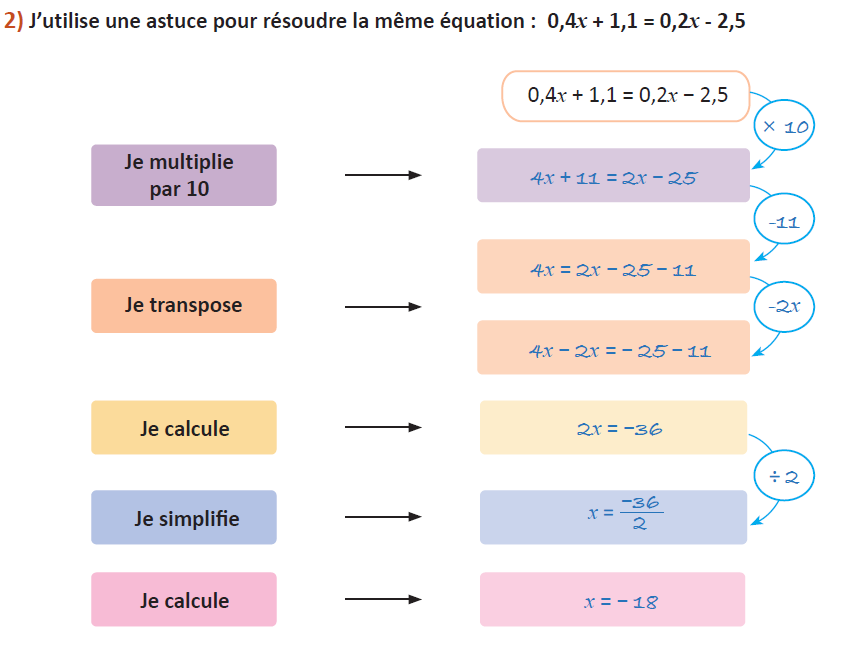 2) J'utilise une astuce pour résoudre la même équation : 0,4x + 1,1 = 0,2x - 2,5
0,4x + 1,1 = 0,2x − 2,5
× 10
Je multiplie
par 10
4x + 11 = 2x − 25
-11
4x = 2x − 25 − 11
Je transpose
-2x
4x − 2x = − 25 − 11
Je calcule
2x = −36
÷ 2
Je simplifie
x = −36/2
Je calcule
x = − 18